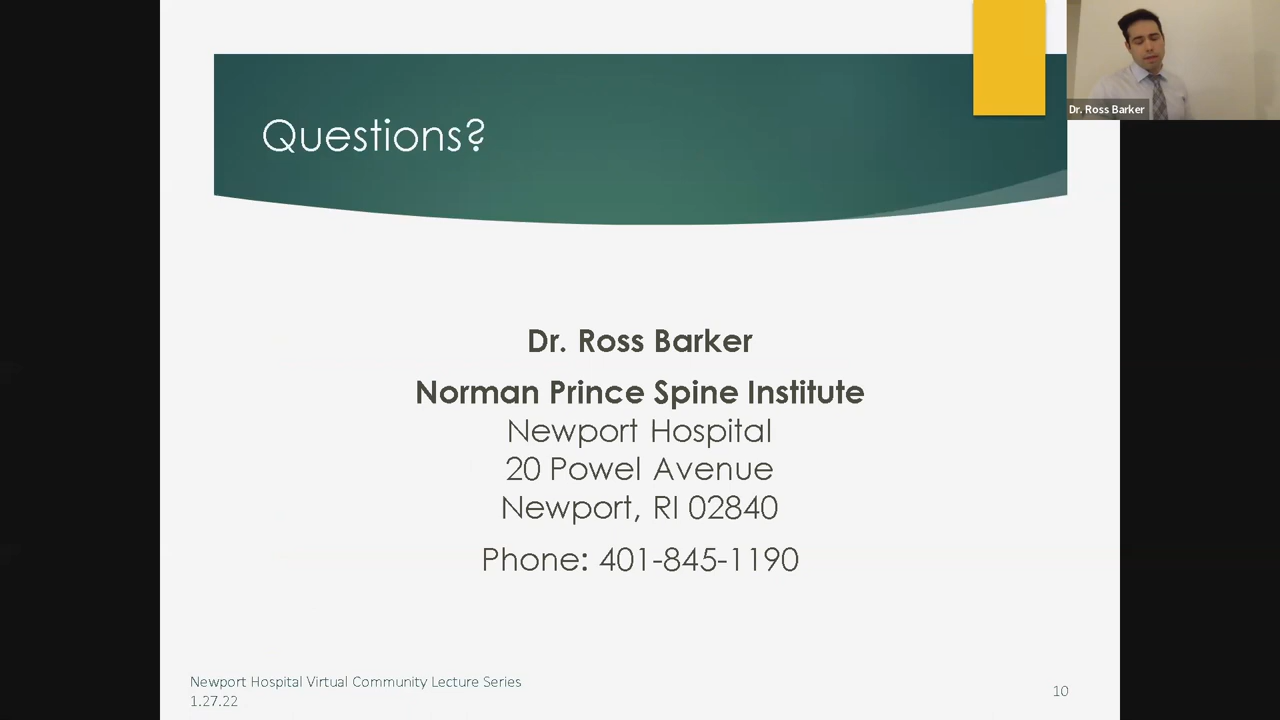 Dr. Ross Barker
Questions?
Dr. Ross Barker
Norman Prince Spine Institute
Newport Hospital
20 Powel Avenue
Newport, RI 02840
Phone: 401-845-1190
Newport Hospital Virtual Community Lecture Series
1.27.22
10